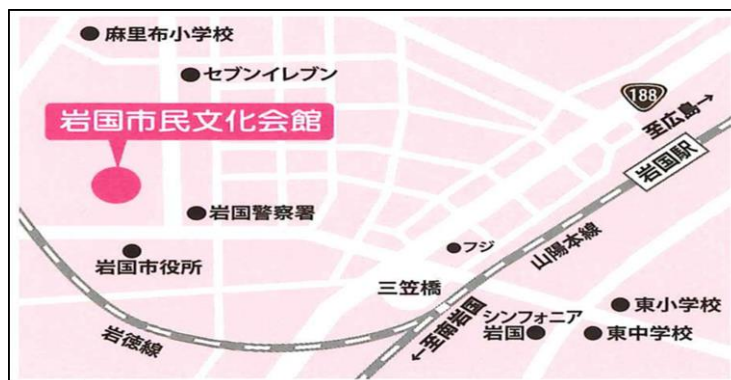 麻里布小学校
セブンイレブン
188
至広島→
岩国市民文化会館
岩国駅
岩国警察署
岩国市役所
フジ
山陽本線
三笠橋
岩徳線
←至南岩国
シンフォニア
岩国
東小学校
東中学校